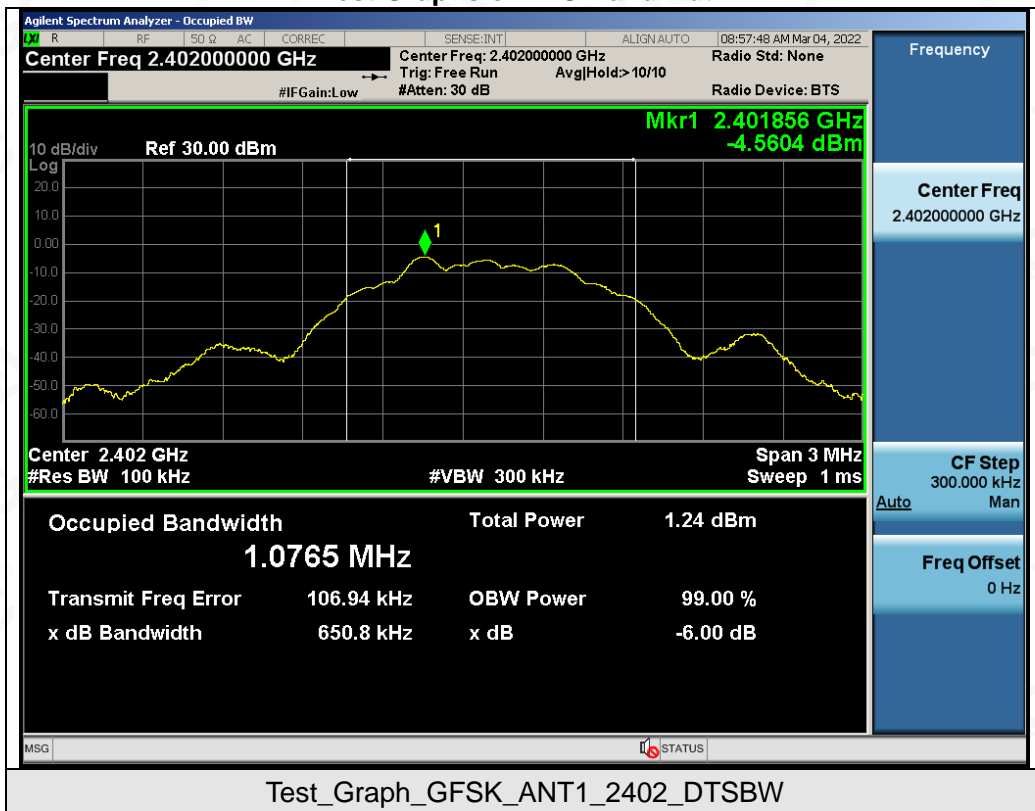 Agilent Spectrum Analyzer - Occupied BW
LXI R RF 50 Ω AC CORREC SENSE:INT ALIGN AUTO 08:57:48 AM Mar 04, 2022
Center Freq 2.402000000 GHz Center Freq: 2.402000000 GHz Radio Std: None
Trig: Free Run Avg|Hold:>10/10
#IFGain:Low #Atten: 30 dB Radio Device: BTS
Frequency
Mkr1 2.401856 GHz
-4.5604 dBm
10 dB/div Ref 30.00 dBm
Log
20.0
10.0
0.00
-10.0
-20.0
-30.0
-40.0
-50.0
-60.0
1
Center 2.402 GHz Span 3 MHz
#Res BW 100 kHz #VBW 300 kHz Sweep 1 ms
Center Freq
2.402000000 GHz
CF Step
300.000 kHz
Auto Man
Freq Offset
0 Hz
Occupied Bandwidth Total Power 1.24 dBm
1.0765 MHz
Transmit Freq Error 106.94 kHz OBW Power 99.00 %
x dB Bandwidth 650.8 kHz x dB -6.00 dB
MSG STATUS
Test_Graph_GFSK_ANT1_2402_DTSBW